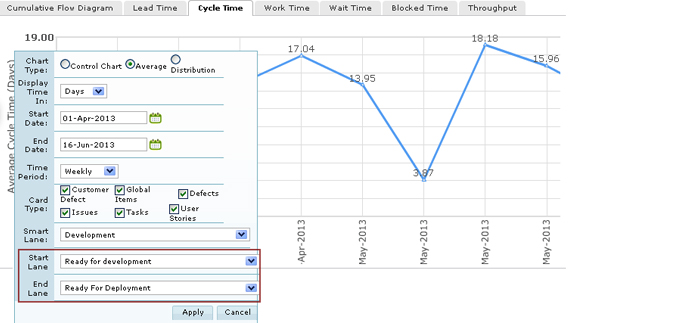 Cumulative Flow Diagram Lead Time Cycle Time Work Time Wait Time Blocked Time Throughput
19.00
Average Cycle Time (Days)
17.04
13.95
3.87
18.18
15.96
Chart Type: Control Chart Average Distribution
Display Time In: Days
Start Date: 01-Apr-2013
End Date: 16-Jun-2013
Time Period: Weekly
Card Type: Customer Defect Global Items Defects
Issues Tasks User Stories
Smart Lane: Development
Start Lane Ready for development
End Lane Ready For Deployment
Apply Cancel
-Apr-2013
May-2013
May-2013
May-2013
May-2013